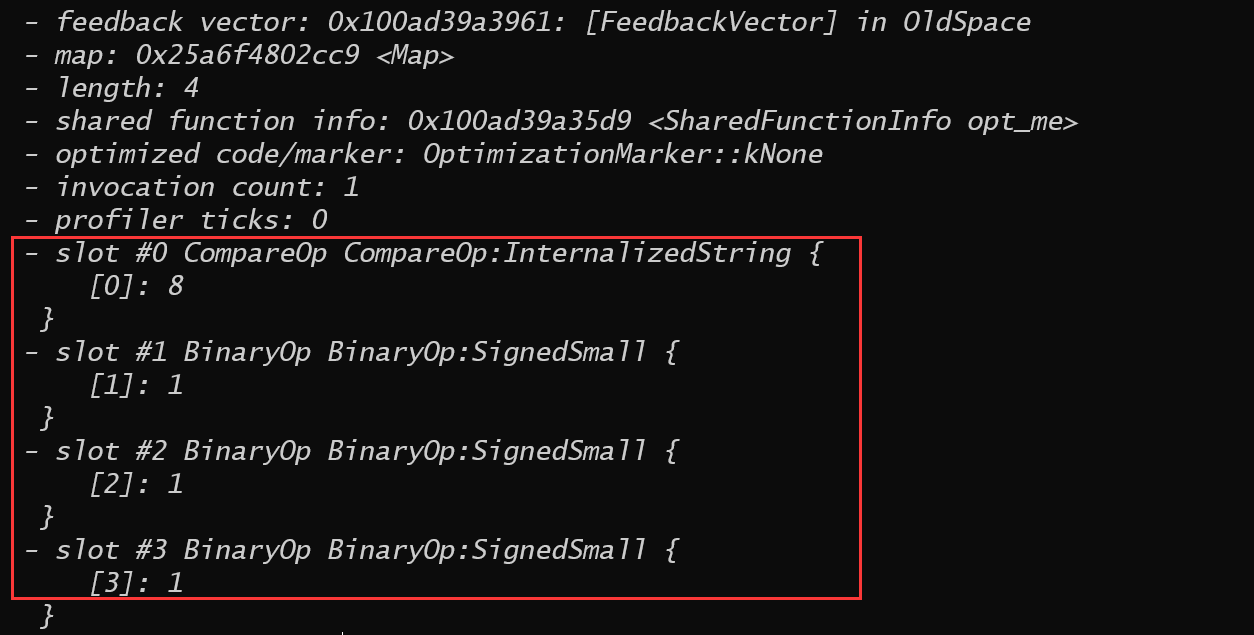 - feedback vector: 0x100ad39a3961: [FeedbackVector] in OldSpace
- map: 0x25a6f4802cc9 <Map>
- length: 4
- shared function info: 0x100ad39a35d9 <SharedFunctionInfo opt_me>
- optimized code/marker: OptimizationMarker::kNone
- invocation count: 1
- profiler ticks: 0
- slot #0 CompareOp CompareOp:InternalizedString {
[0]: 8
}
- slot #1 BinaryOp BinaryOp:SignedSmall {
[1]: 1
}
- slot #2 BinaryOp BinaryOp:SignedSmall {
[2]: 1
}
- slot #3 BinaryOp BinaryOp:SignedSmall {
[3]: 1
}